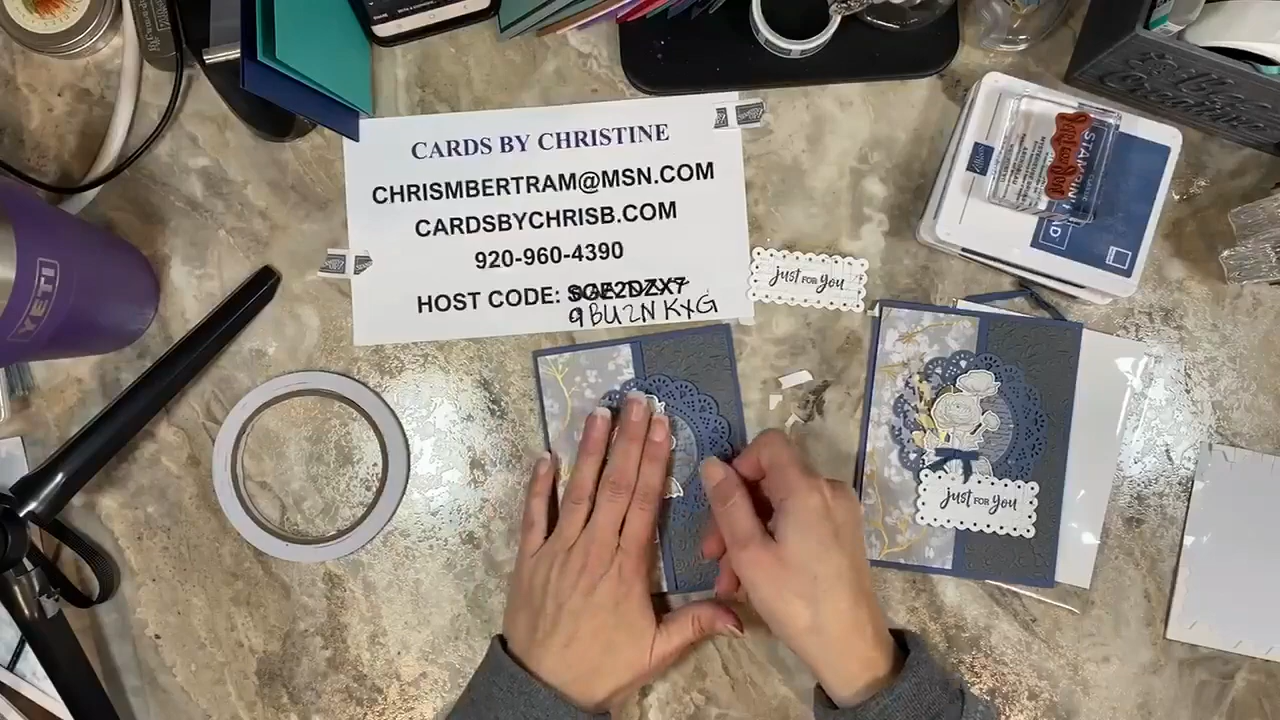 CARDS BY CHRISTINE
CHRISMBERTRAM@MSN.COM
CARDSBYCHRISB.COM
920-960-4390
HOST CODE: SGE2DZX7
9BU2NKXG
just FOR you
just FOR you
YETI
STAMPIN